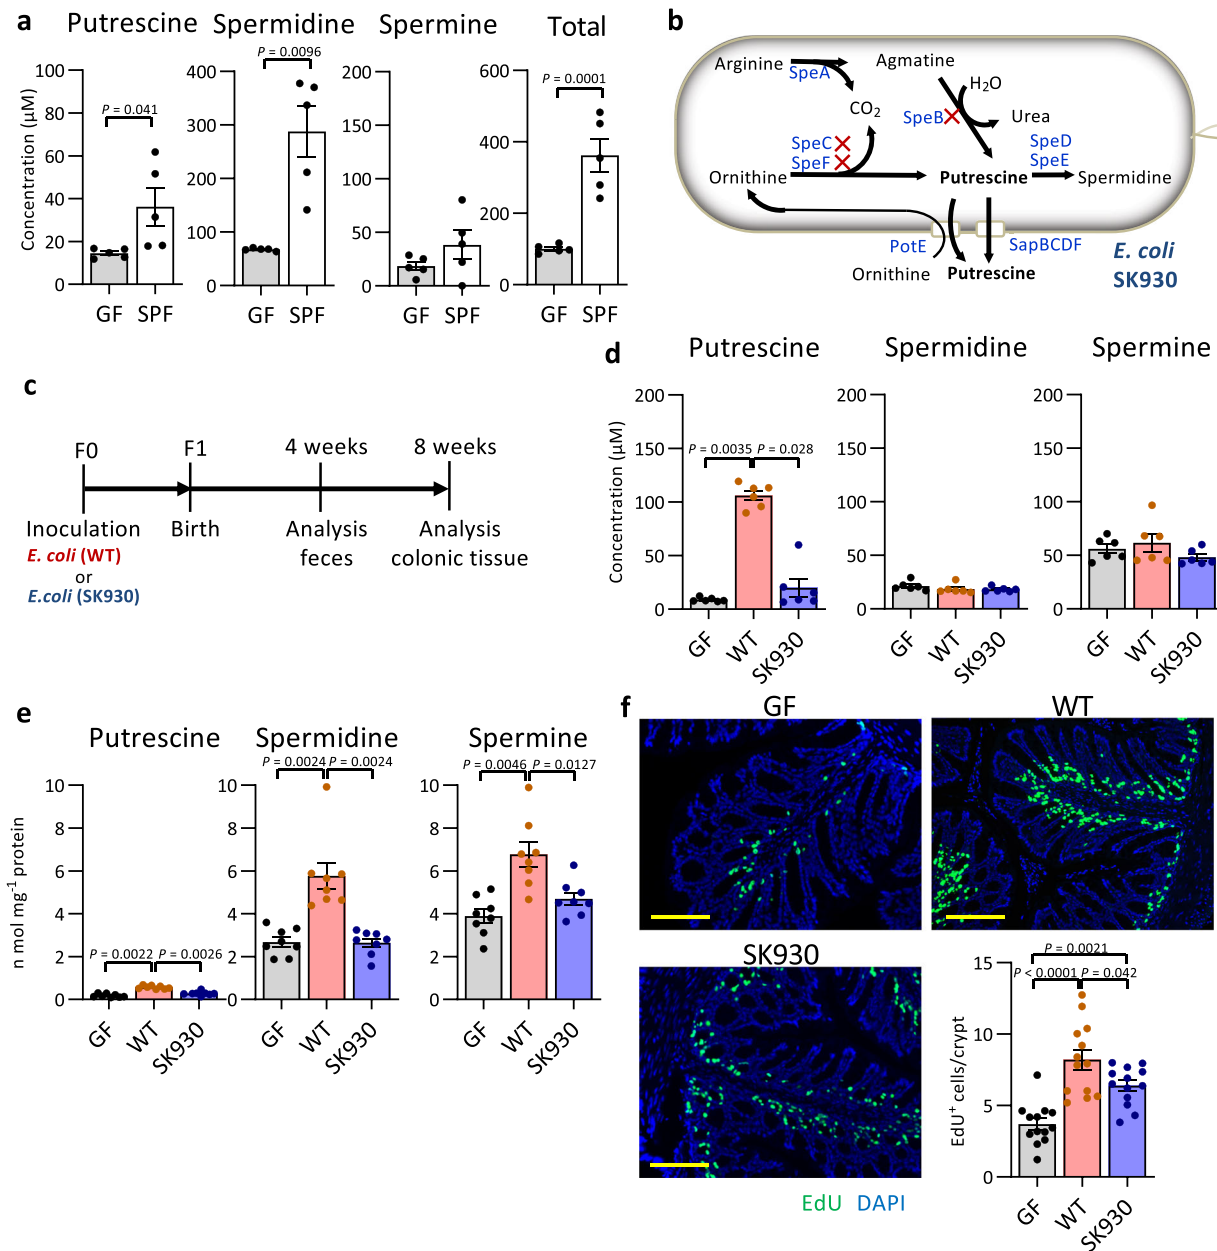 a
Putrescine
Spermidine
Spermine
Total
Concentration (µM)
100
80
60
40
20
0
P = 0.041
GF
SPF
400
300
200
100
0
P = 0.0096
GF
SPF
200
150
100
50
0
GF
SPF
600
400
200
0
P = 0.0001
GF
SPF
b
Arginine
SpeA
Agmatine
H2O
CO2
SpeB
Urea
SpeC
SpeF
SpeD
SpeE
Ornithine
Putrescine
Spermidine
PotE
SapBCDF
Ornithine
Putrescine
E. coli
SK930
c
F0
F1
4 weeks
8 weeks
Inoculation
Birth
Analysis
feces
Analysis
colonic tissue
E. coli (WT)
or
E.coli (SK930)
d
Putrescine
Spermidine
Spermine
Concentration (µM)
200
150
100
50
0
P = 0.0035
P = 0.028
GF
WT
SK930
200
150
100
50
0
GF
WT
SK930
200
150
100
50
0
GF
WT
SK930
e
Putrescine
Spermidine
Spermine
n mol mg-1 protein
10
8
6
4
2
0
P = 0.0022
P = 0.0026
GF
WT
SK930
10
8
6
4
2
0
P = 0.0024
P = 0.0024
GF
WT
SK930
10
8
6
4
2
0
P = 0.0046
P = 0.0127
GF
WT
SK930
f
GF
WT
SK930
EdU DAPI
EdU+ cells/crypt
15
10
5
0
P = 0.0021
P < 0.0001
P = 0.042
GF
WT
SK930